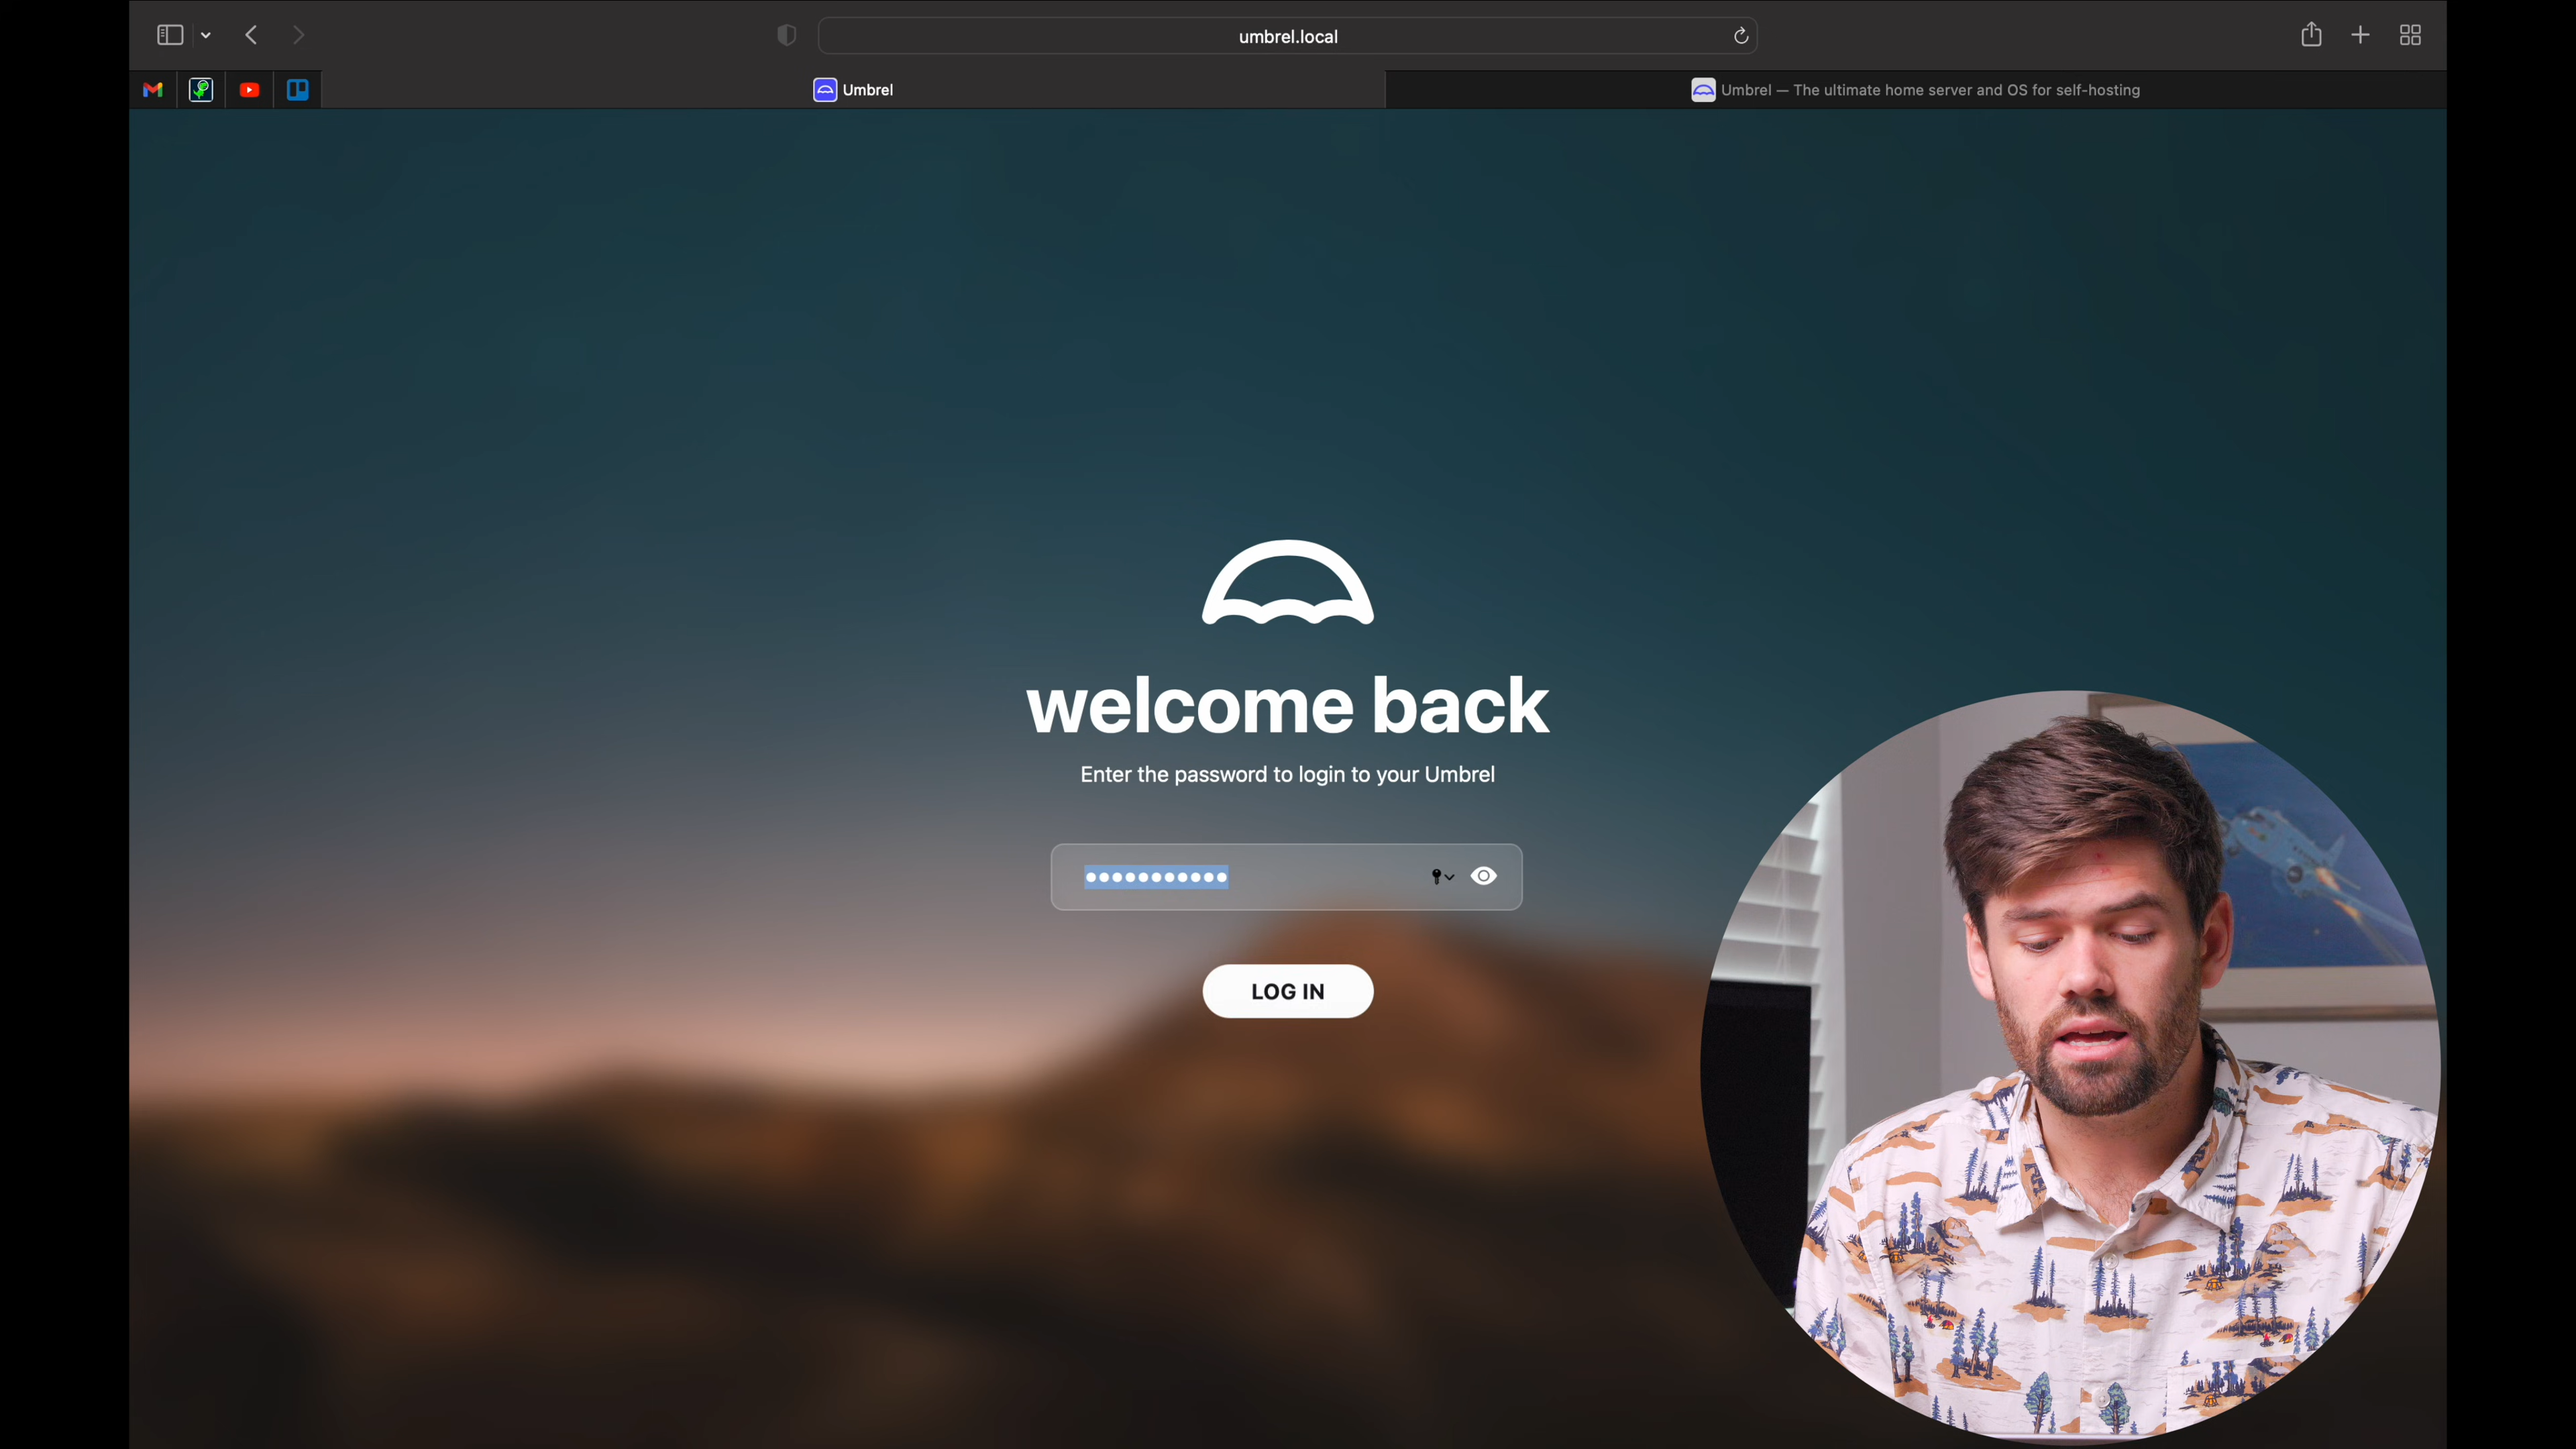 umbrel.local
Umbrel
Umbrel — The ultimate home server and OS for self-hosting
welcome back
Enter the password to login to your Umbrel
LOG IN